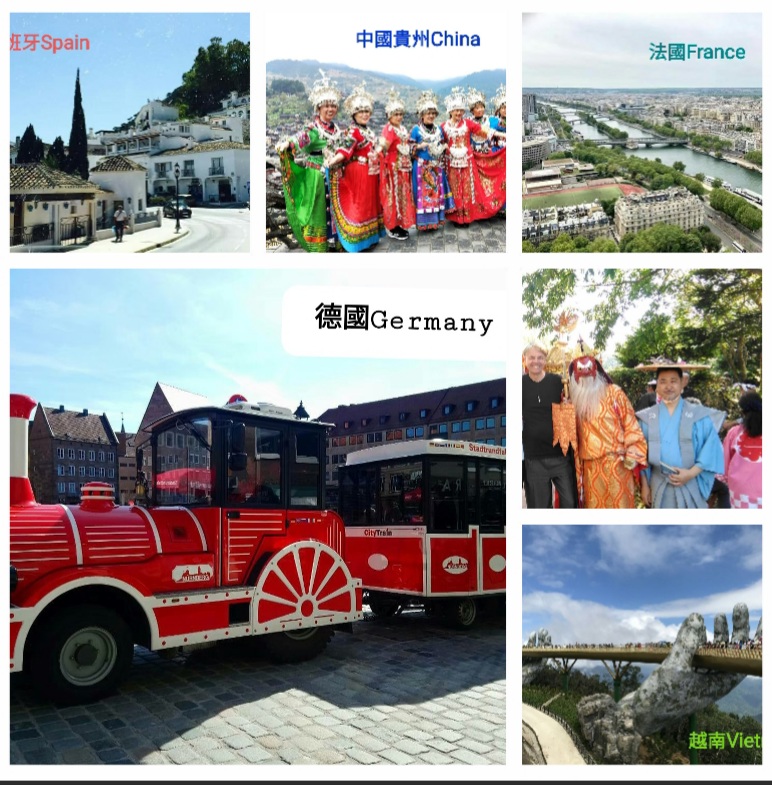 班牙Spain
中國貴州China
法國France
德國Germany
Stadtrundfa
CityTrain
越南Viet